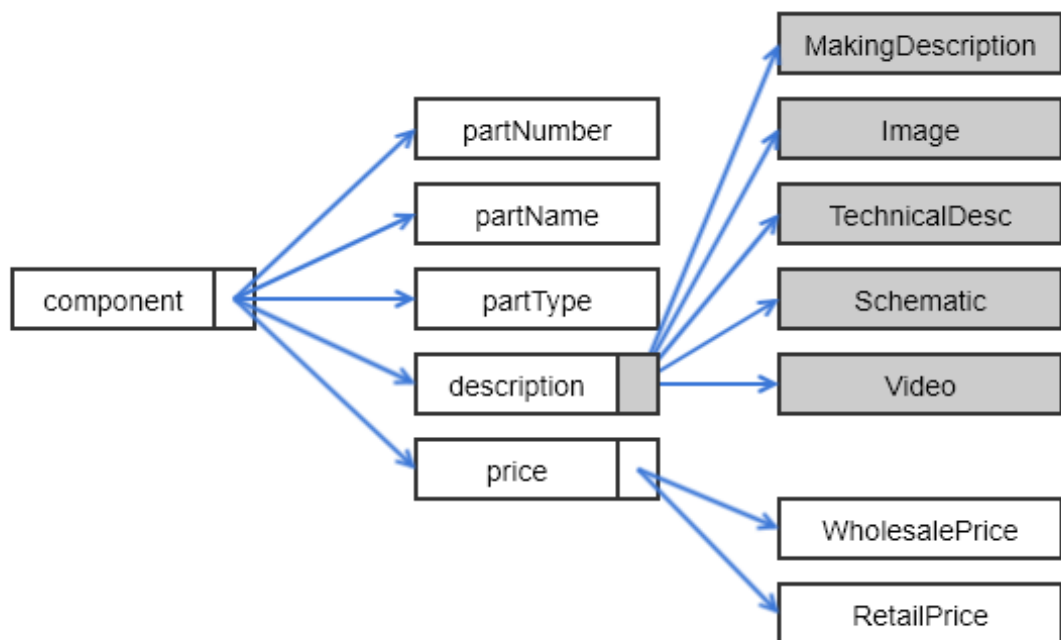 MakingDescription
Image
TechnicalDesc
Schematic
Video
partNumber
partName
partType
description
price
component
WholesalePrice
RetailPrice